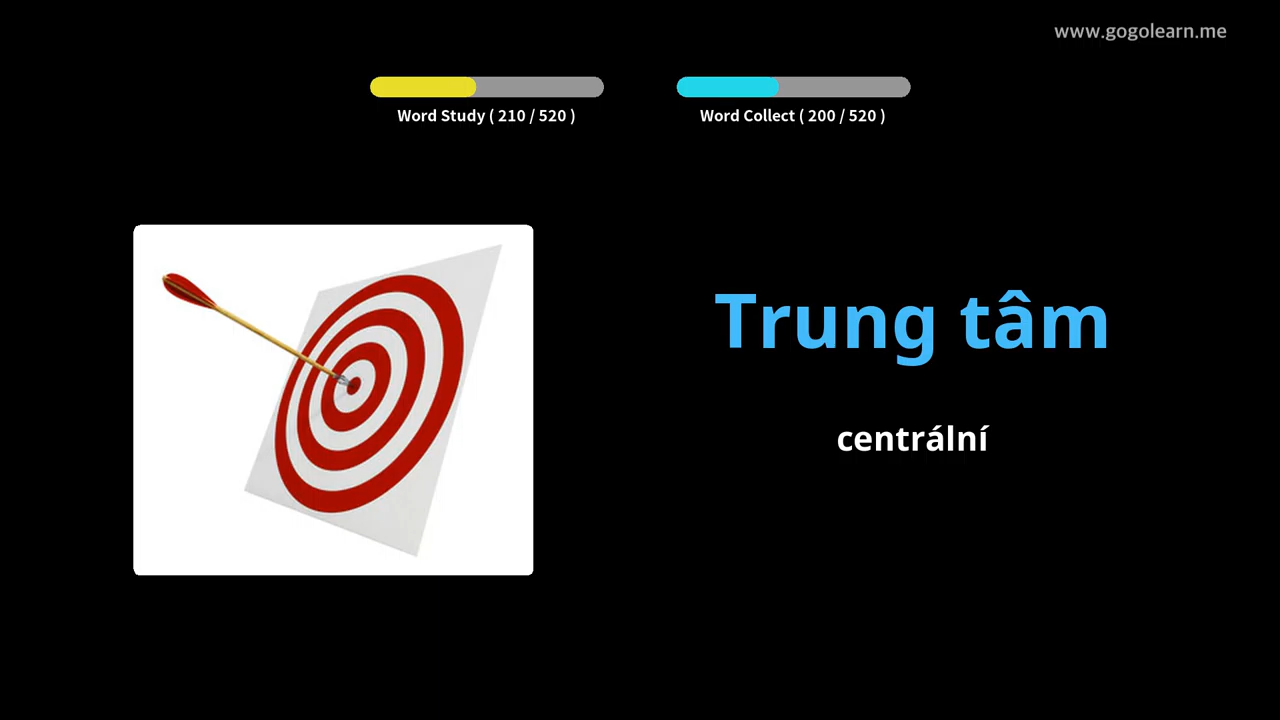 www.gogolearn.me
Word Study ( 210 / 520 )
Word Collect ( 200 / 520 )
Trung tâm
centrální